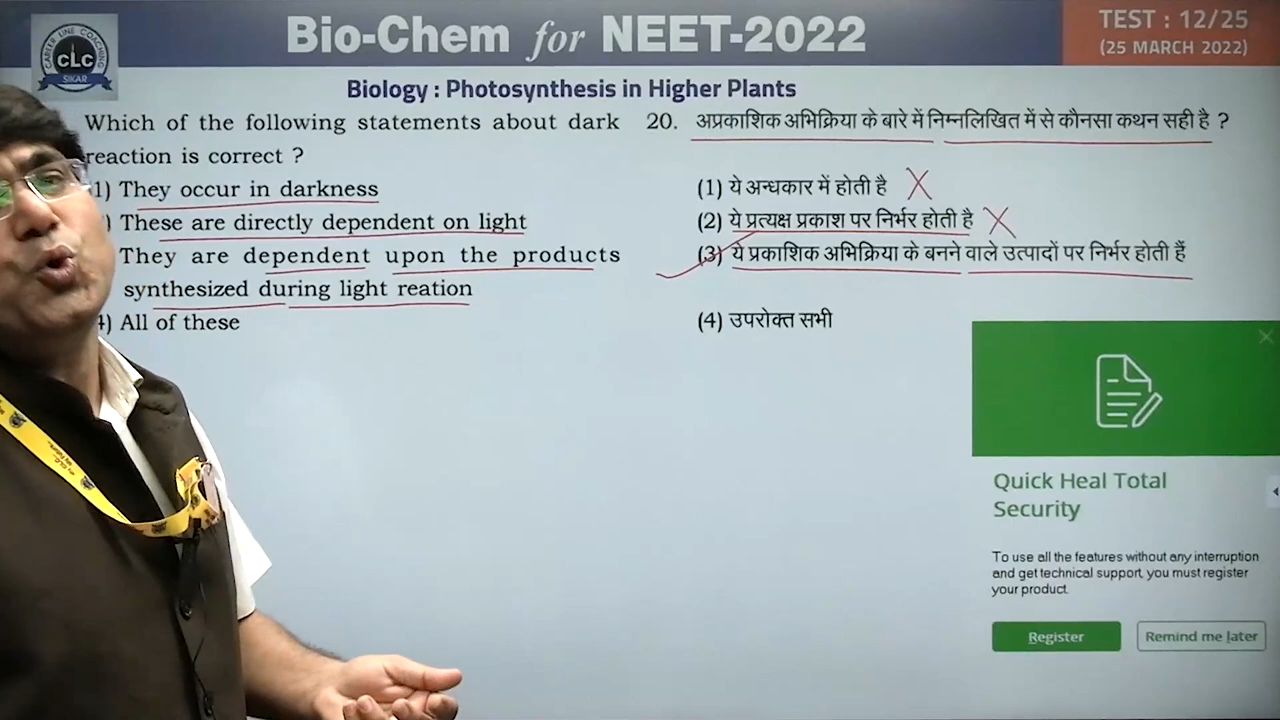 CAREER LINE COACHING
CLC
SIKAR
Bio-Chem for NEET-2022
TEST : 12/25
(25 MARCH 2022)
Biology : Photosynthesis in Higher Plants
Which of the following statements about dark
reaction is correct ?
1) They occur in darkness
) These are directly dependent on light
They are dependent upon the products
synthesized during light reation
4) All of these
20. अप्रकाशिक अभिक्रिया के बारे में निम्नलिखित में से कौनसा कथन सही है ?
(1) ये अन्धकार में होती है X
(2) ये प्रत्यक्ष प्रकाश पर निर्भर होती है X
(3) ये प्रकाशिक अभिक्रिया के बनने वाले उत्पादों पर निर्भर होती हैं
(4) उपरोक्त सभी
Quick Heal Total
Security
To use all the features without any interruption
and get technical support, you must register
your product.
Register
Remind me later